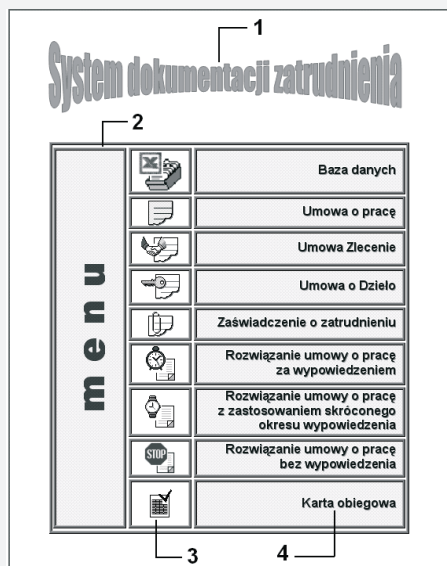 1
System dokumentacji zatrudnienia
2
menu
Baza danych
Umowa o pracę
Umowa Zlecenie
Umowa o Dzieło
Zaświadczenie o zatrudnieniu
Rozwiązanie umowy o pracę
za wypowiedzeniem
Rozwiązanie umowy o pracę
z zastosowaniem skróconego
okresu wypowiedzenia
STOP
Rozwiązanie umowy o pracę
bez wypowiedzenia
Karta obiegowa
3
4